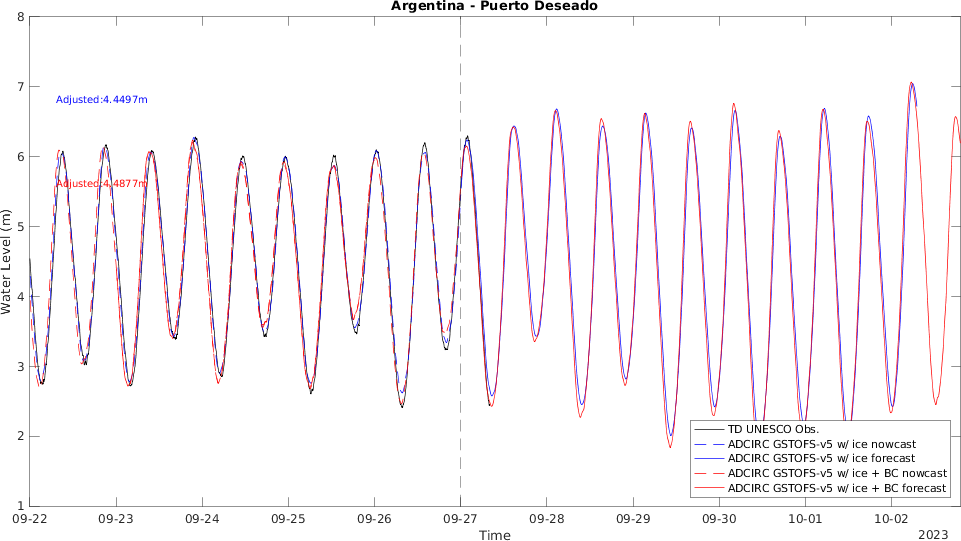 Argentina - Puerto Deseado
8
7
6
5
4
3
2
1
Water Level (m)
Adjusted:4.4497m
Adjusted:4.4877m
TD UNESCO Obs.
ADCIRC GSTOFS-v5 w/ ice nowcast
ADCIRC GSTOFS-v5 w/ ice forecast
ADCIRC GSTOFS-v5 w/ ice + BC nowcast
ADCIRC GSTOFS-v5 w/ ice + BC forecast
09-22 09-23 09-24 09-25 09-26 09-27 09-28 09-29 09-30 10-01 10-02
Time
2023